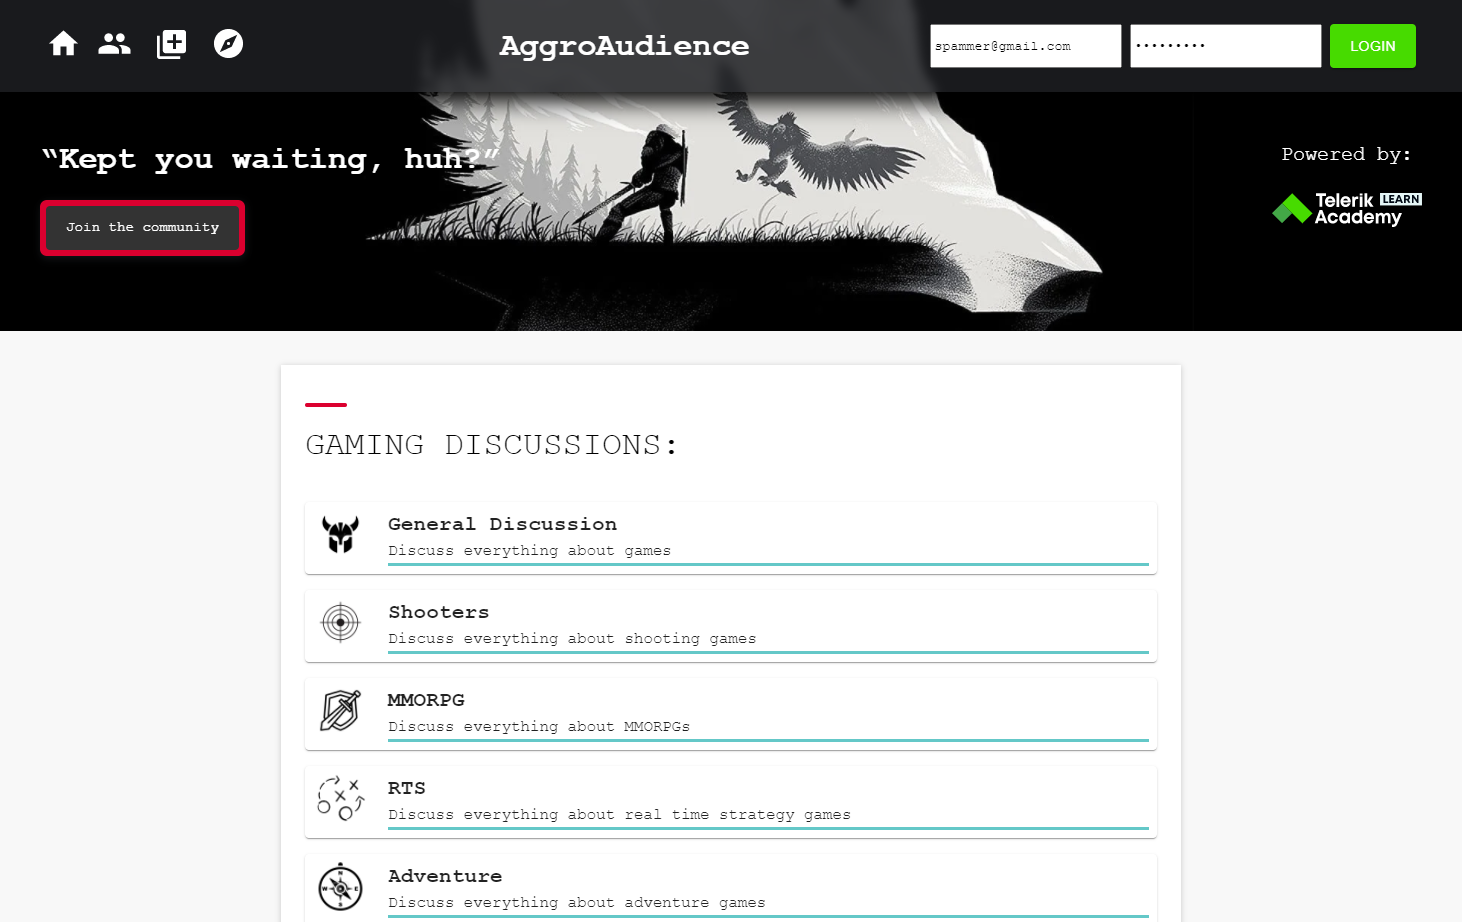 AggroAudience
spammer@gmail.com
•••••••••
LOGIN
“Kept you waiting, huh?”
Join the community
Powered by:
Telerik Academy LEARN
GAMING DISCUSSIONS:
General Discussion
Discuss everything about games
Shooters
Discuss everything about shooting games
MMORPG
Discuss everything about MMORPGs
RTS
Discuss everything about real time strategy games
N
W E
S
Adventure
Discuss everything about adventure games